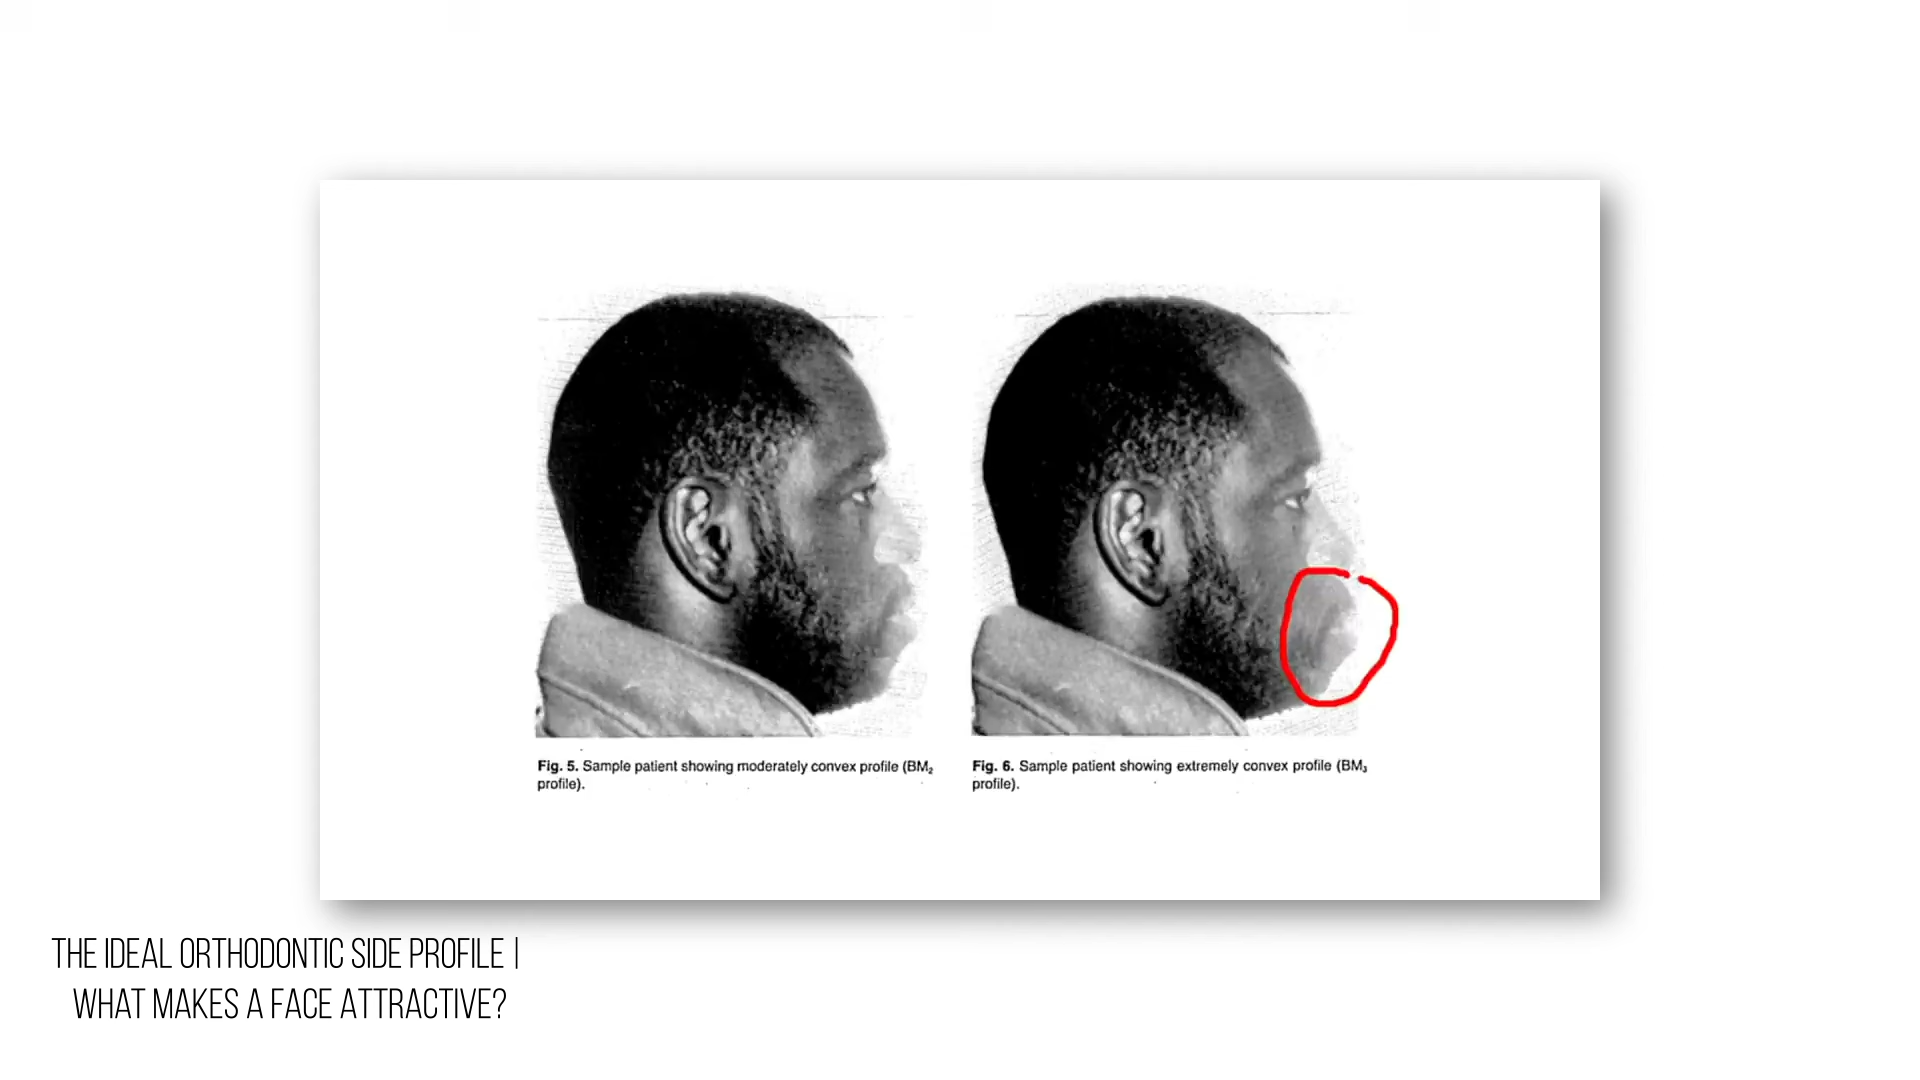 Fig. 5. Sample patient showing moderately convex profile (BM₂
profile).
Fig. 6. Sample patient showing extremely convex profile (BM₃
profile).
THE IDEAL ORTHODONTIC SIDE PROFILE |
WHAT MAKES A FACE ATTRACTIVE?